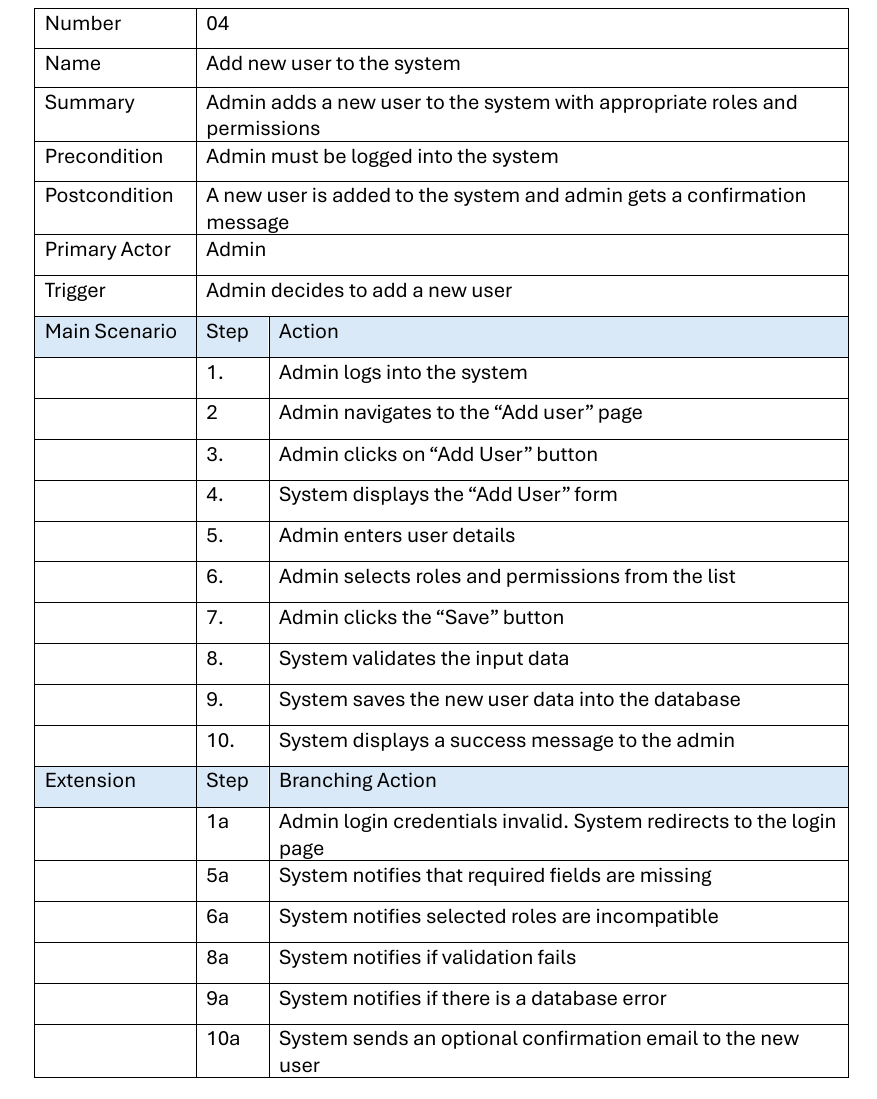 Number 04
Name Add new user to the system
Summary Admin adds a new user to the system with appropriate roles and
permissions
Precondition Admin must be logged into the system
Postcondition A new user is added to the system and admin gets a confirmation
message
Primary Actor Admin
Trigger Admin decides to add a new user
Main Scenario Step Action
1. Admin logs into the system
2 Admin navigates to the “Add user” page
3. Admin clicks on “Add User” button
4. System displays the “Add User” form
5. Admin enters user details
6. Admin selects roles and permissions from the list
7. Admin clicks the “Save” button
8. System validates the input data
9. System saves the new user data into the database
10. System displays a success message to the admin
Extension Step Branching Action
1a Admin login credentials invalid. System redirects to the login
page
5a System notifies that required fields are missing
6a System notifies selected roles are incompatible
8a System notifies if validation fails
9a System notifies if there is a database error
10a System sends an optional confirmation email to the new
user